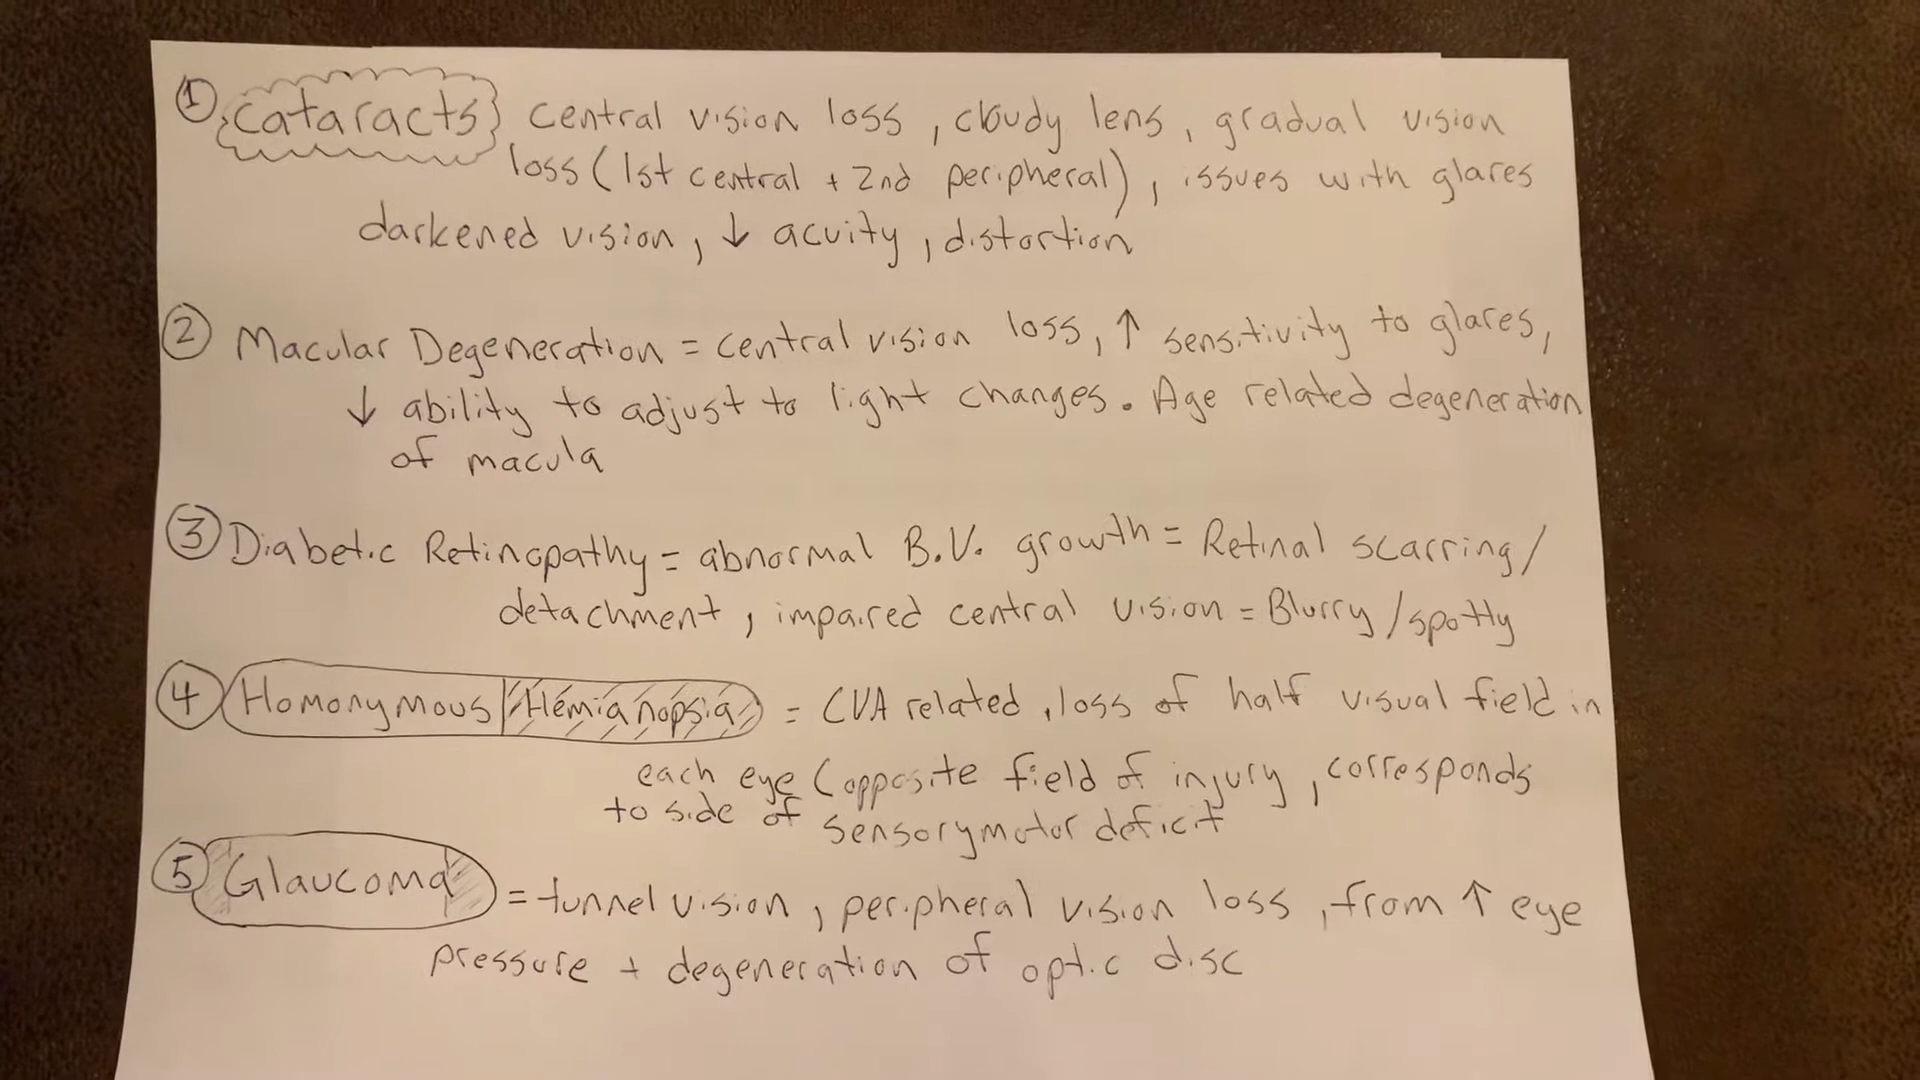 ① Cataracts central vision loss, cloudy lens, gradual vision
loss (1st central + 2nd peripheral), issues with glares
darkened vision, ↓ acuity, distortion
② Macular Degeneration = central vision loss, ↑ sensitivity to glares,
↓ ability to adjust to light changes. Age related degeneration
of macula
③ Diabetic Retinopathy = abnormal B.V. growth = Retinal scarring/
detachment, impaired central vision = Blurry/spotty
④ Homonymous Hemianopsia = CVA related, loss of half visual field in
each eye (opposite field of injury, corresponds
to side of sensorymotor deficit
⑤ Glaucoma = tunnel vision, peripheral vision loss, from ↑ eye
pressure + degeneration of optic disc